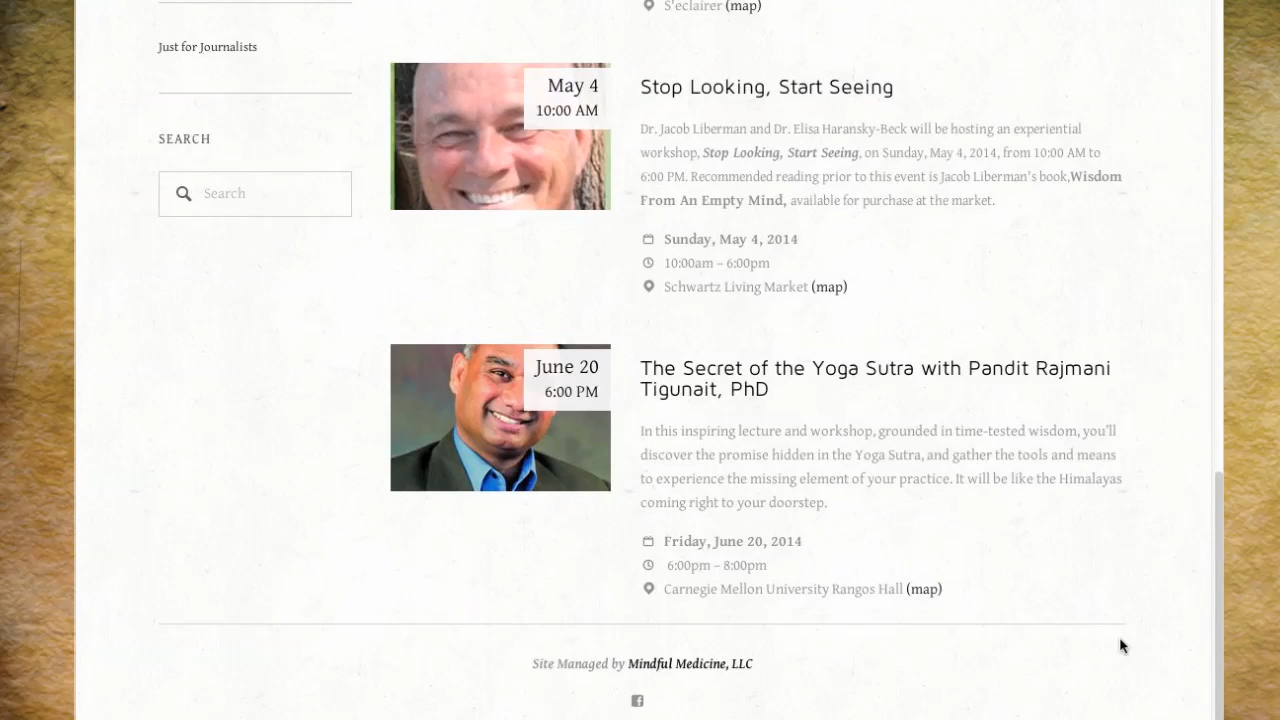 S'eclairer (map)
Just for Journalists
SEARCH
Search
May 4
10:00 AM
Stop Looking, Start Seeing
Dr. Jacob Liberman and Dr. Elisa Haransky-Beck will be hosting an experiential
workshop, Stop Looking, Start Seeing, on Sunday, May 4, 2014, from 10:00 AM to
6:00 PM. Recommended reading prior to this event is Jacob Liberman's book,Wisdom
From An Empty Mind, available for purchase at the market.
Sunday, May 4, 2014
10:00am – 6:00pm
Schwartz Living Market (map)
June 20
6:00 PM
The Secret of the Yoga Sutra with Pandit Rajmani
Tigunait, PhD
In this inspiring lecture and workshop, grounded in time-tested wisdom, you'll
discover the promise hidden in the Yoga Sutra, and gather the tools and means
to experience the missing element of your practice. It will be like the Himalayas
coming right to your doorstep.
Friday, June 20, 2014
6:00pm – 8:00pm
Carnegie Mellon University Rangos Hall (map)
Site Managed by Mindful Medicine, LLC